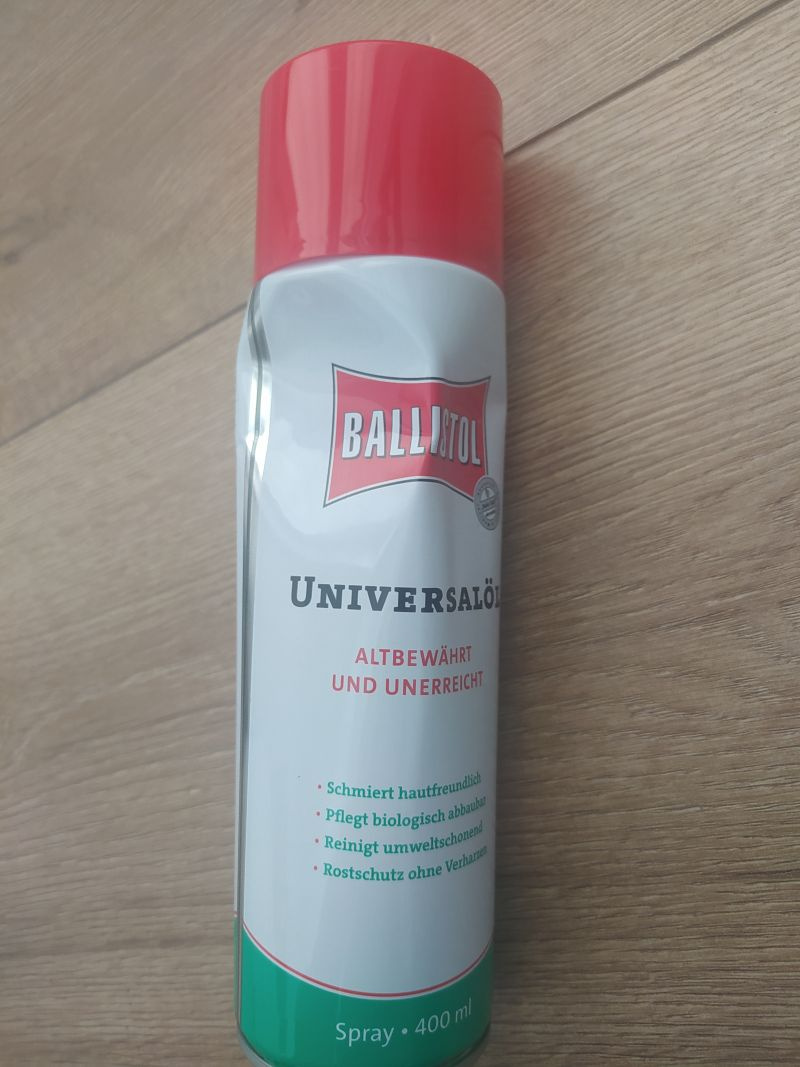 BALLISTOL
UNIVERSALÖL
ALTBEWÄHRT
UND UNERREICHT
• Schmiert hautfreundlich
• Pflegt biologisch abbaubar
• Reinigt umweltschonend
• Rostschutz ohne Verharzen
Spray • 400 ml